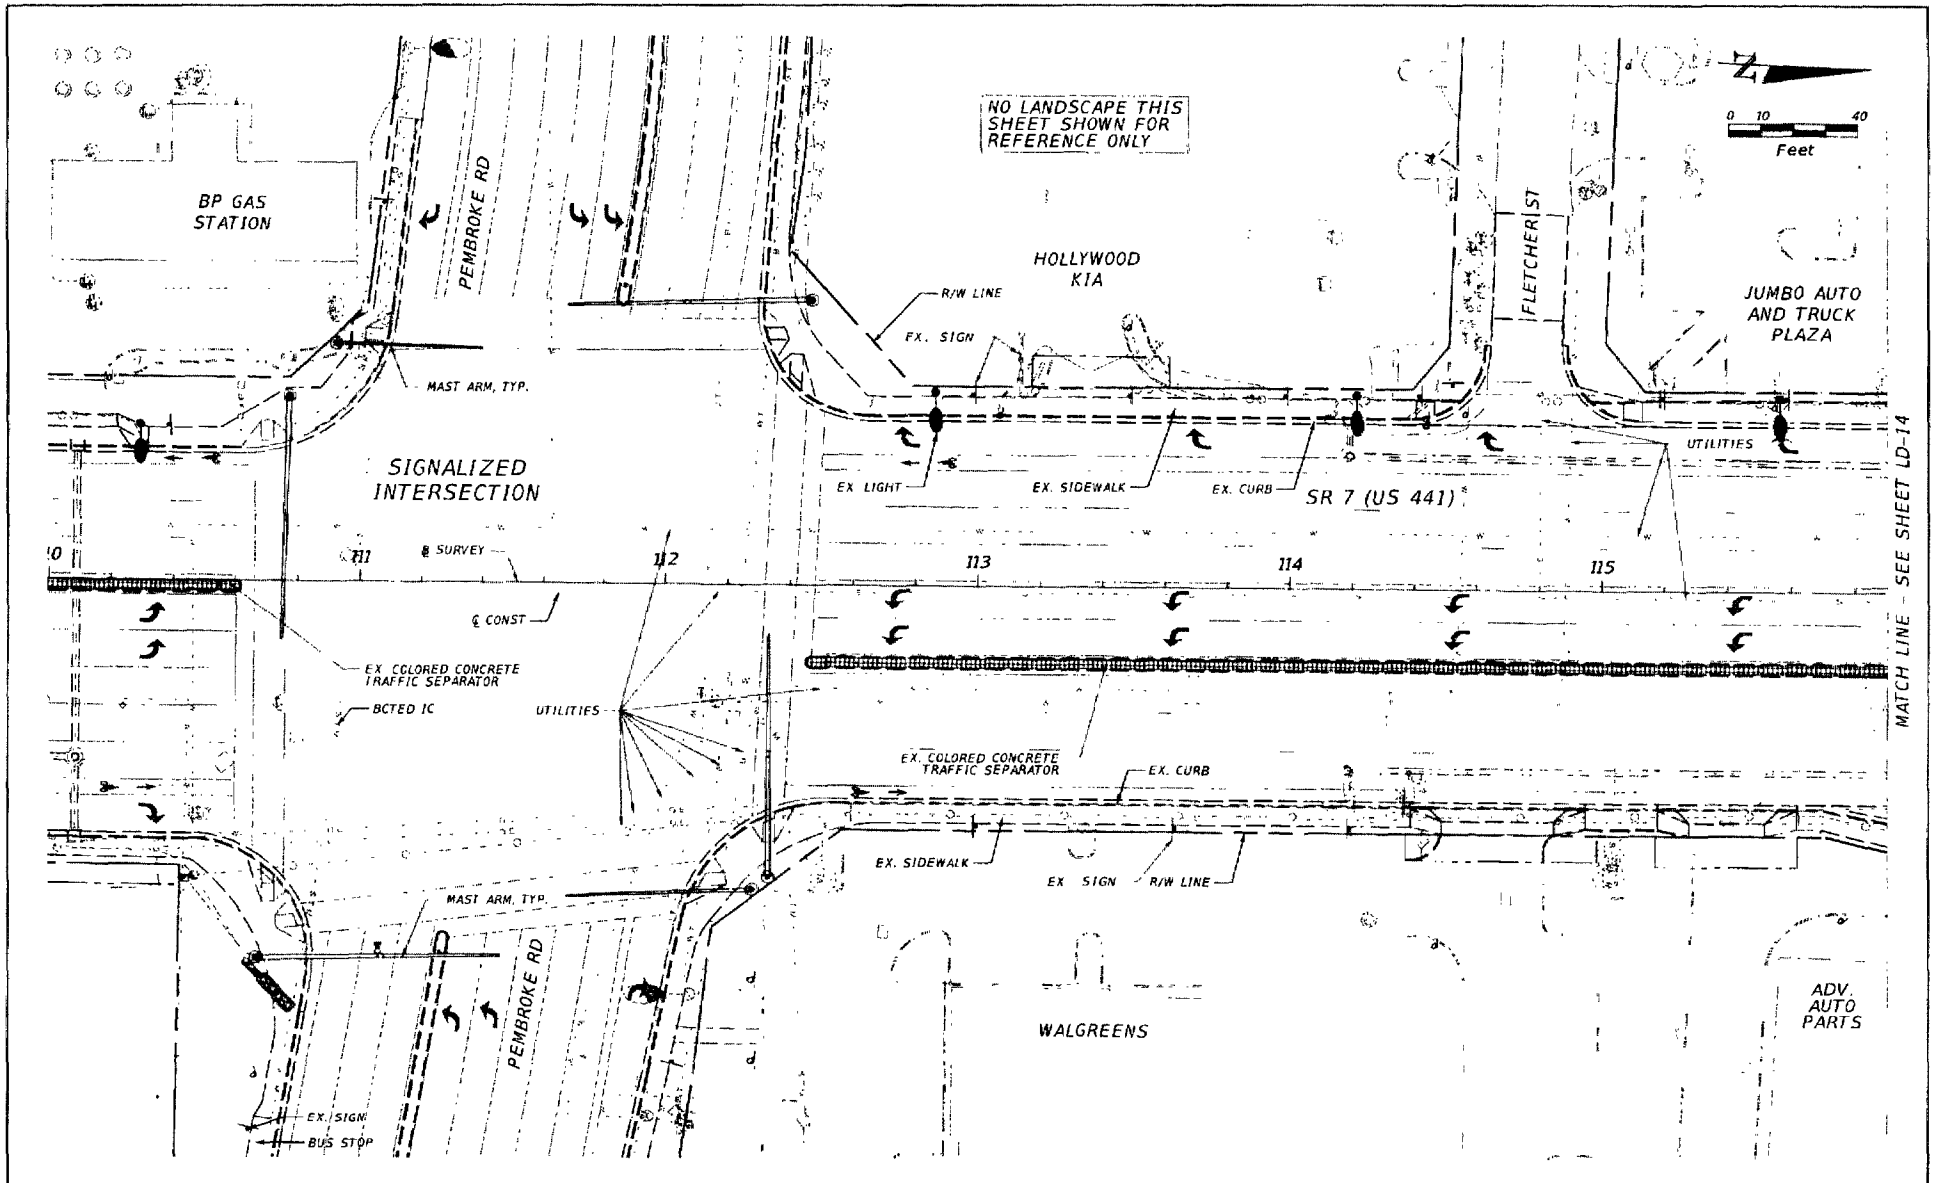 NO LANDSCAPE THIS
SHEET SHOWN FOR
REFERENCE ONLY
N
0 10 40
Feet
BP GAS
STATION
PEMBROKE RD
HOLLYWOOD
KIA
FLETCHER ST
JUMBO AUTO
AND TRUCK
PLAZA
R/W LINE
EX. SIGN
MAST ARM, TYP.
SIGNALIZED
INTERSECTION
EX LIGHT
EX. SIDEWALK
EX. CURB
SR 7 (US 441)
UTILITIES
MATCH LINE - SEE SHEET LD-14
111
112
113
114
115
SURVEY
CONST
EX COLORED CONCRETE
TRAFFIC SEPARATOR
BCTED IC
UTILITIES
EX. COLORED CONCRETE
TRAFFIC SEPARATOR
EX. CURB
EX. SIDEWALK
EX SIGN
R/W LINE
MAST ARM, TYP.
PEMBROKE RD
WALGREENS
ADV.
AUTO
PARTS
EX. SIGN
BUS STOP